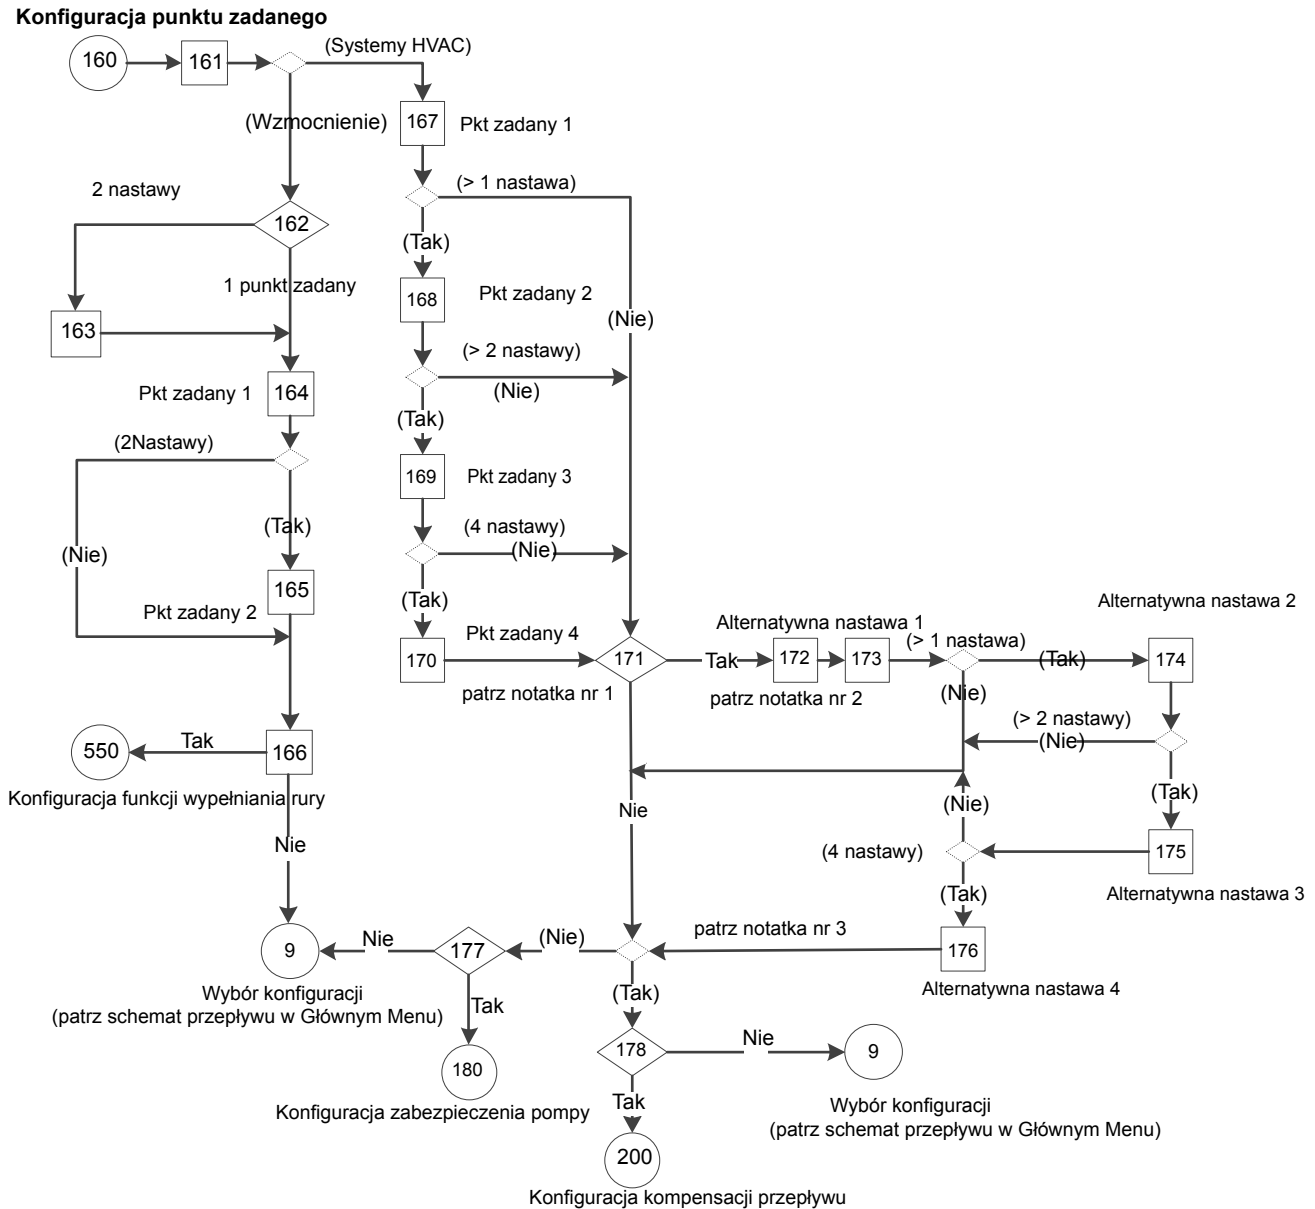 Konfiguracja punktu zadanego
(Systemy HVAC)
160
161
(Wzmocnienie)
167
Pkt zadany 1
2 nastawy
(> 1 nastawa)
162
(Tak)
1 punkt zadany
168
Pkt zadany 2
163
(Nie)
(> 2 nastawy)
Pkt zadany 1
164
(Nie)
(Tak)
(2Nastawy)
169
Pkt zadany 3
(Tak)
(4 nastawy)
(Nie)
(Nie)
165
(Tak)
Pkt zadany 2
Alternatywna nastawa 2
Pkt zadany 4
Alternatywna nastawa 1
(> 1 nastawa)
170
171
Tak
172
173
(Tak)
174
patrz notatka nr 1
patrz notatka nr 2
(Nie)
(> 2 nastawy)
Tak
(Nie)
550
166
(Tak)
Konfiguracja funkcji wypełniania rury
Nie
(Nie)
Nie
(4 nastawy)
175
(Tak)
Alternatywna nastawa 3
patrz notatka nr 3
9
Nie
177
(Nie)
176
Wybór konfiguracji
(patrz schemat przepływu w Głównym Menu)
(Tak)
Alternatywna nastawa 4
Tak
178
Nie
9
180
Konfiguracja zabezpieczenia pompy
Tak
Wybór konfiguracji
(patrz schemat przepływu w Głównym Menu)
200
Konfiguracja kompensacji przepływu